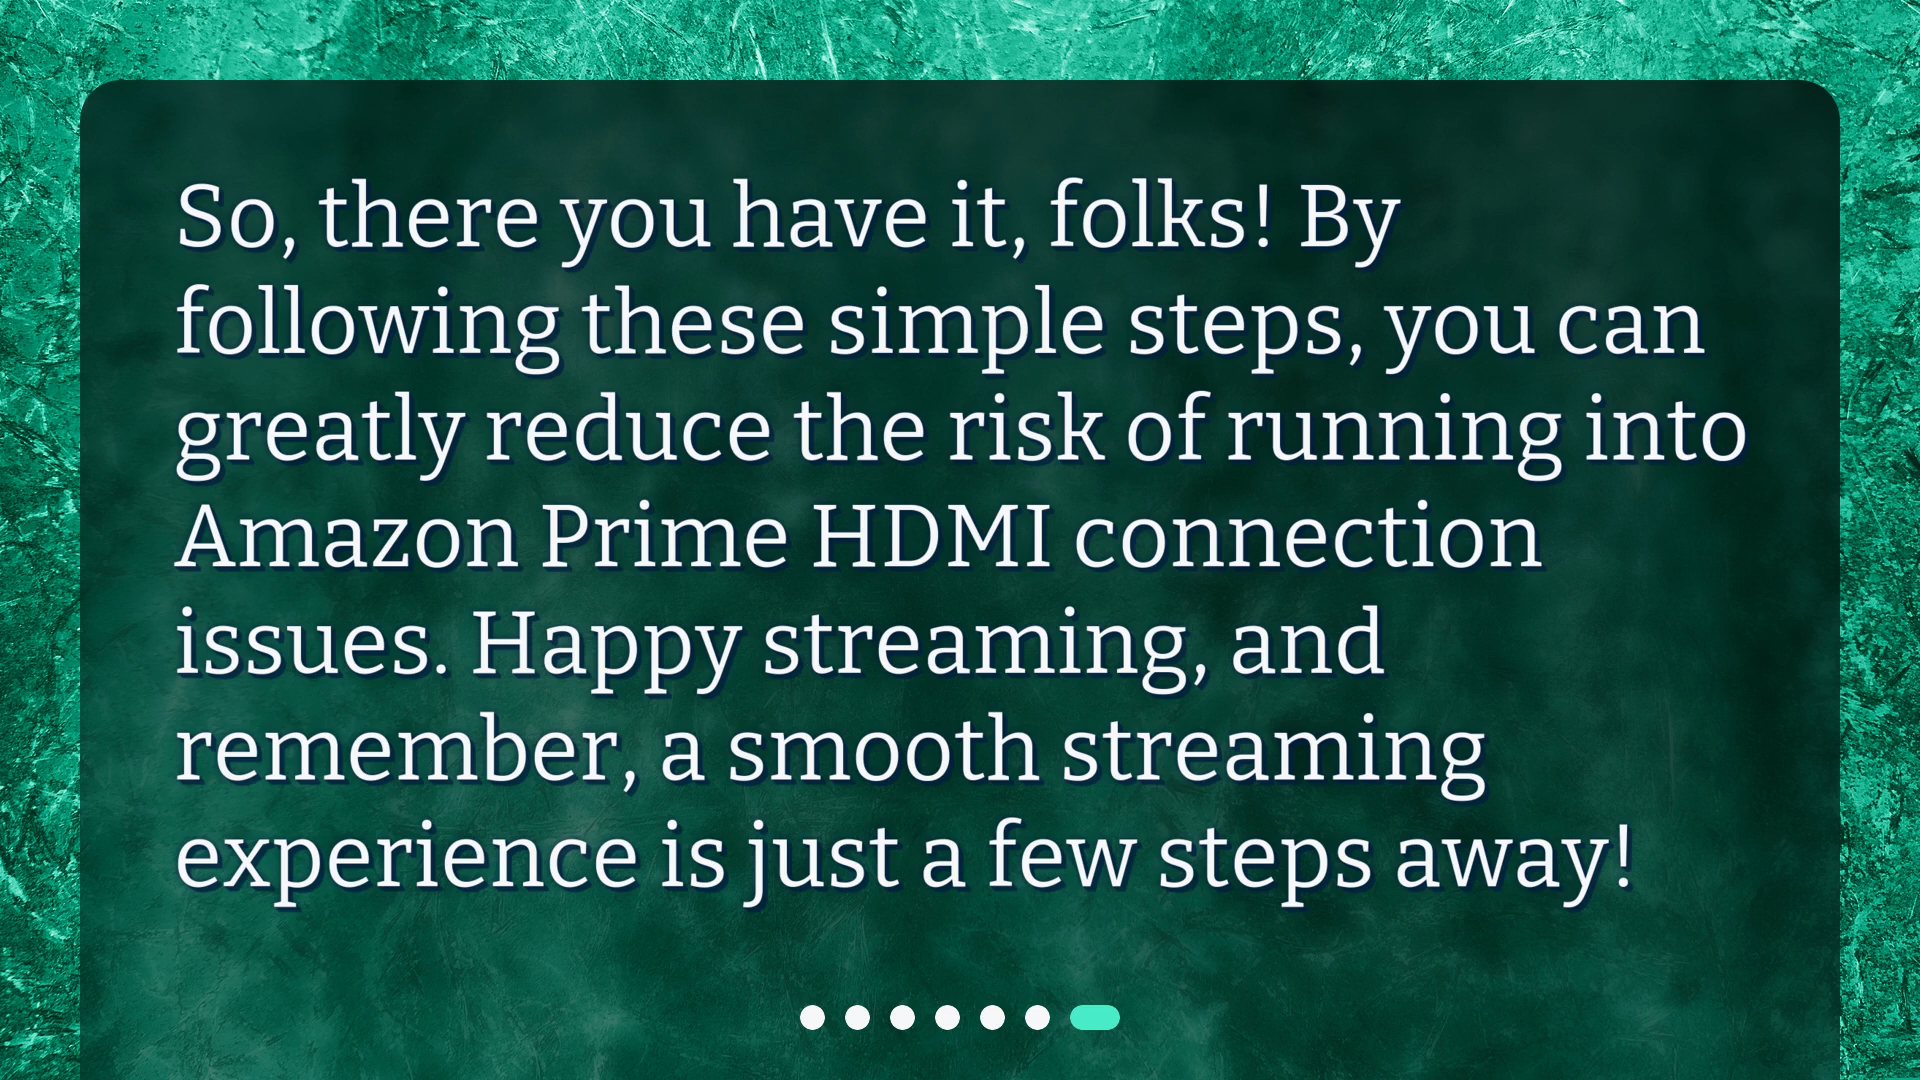 So, there you have it, folks! By
following these simple steps, you can
greatly reduce the risk of running into
Amazon Prime HDMI connection
issues. Happy streaming, and
remember, a smooth streaming
experience is just a few steps away!